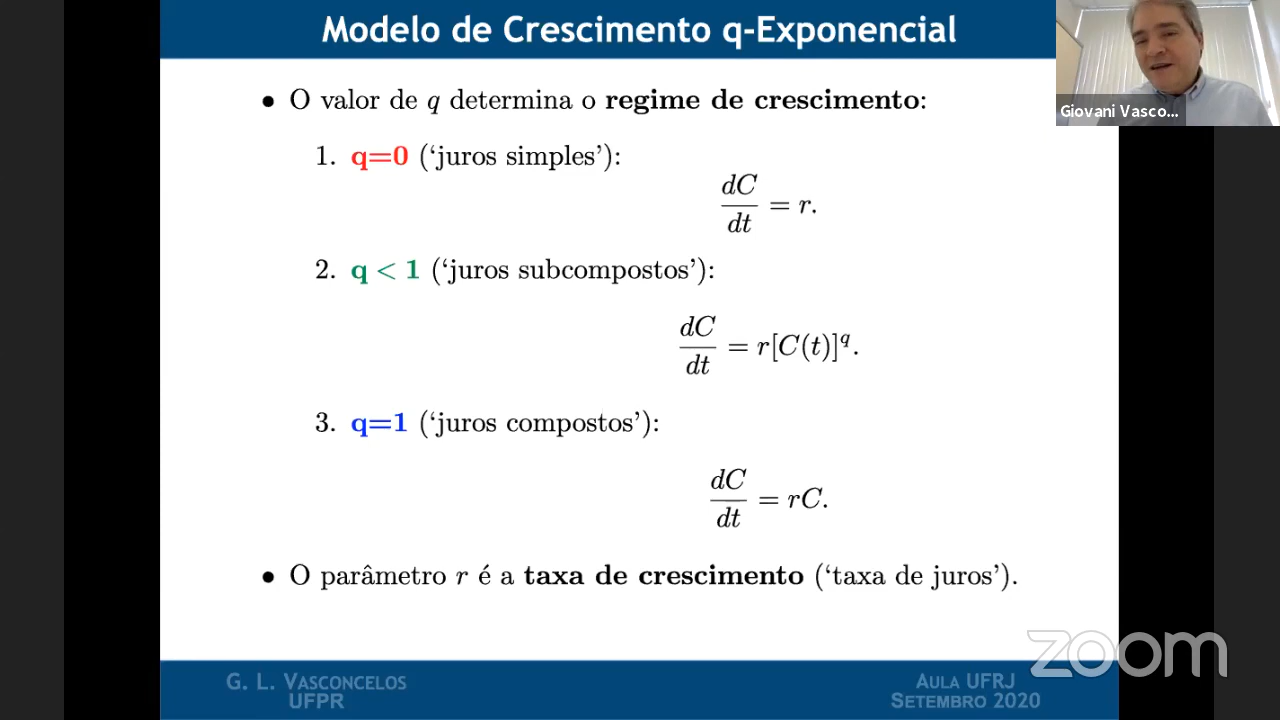 Modelo de Crescimento q-Exponencial
Giovani Vasco...
• O valor de q determina o regime de crescimento:
1. q=0 (‘juros simples’):
dC/dt = r.
2. q < 1 (‘juros subcompostos’):
dC/dt = r[C(t)]^q.
3. q=1 (‘juros compostos’):
dC/dt = rC.
• O parâmetro r é a taxa de crescimento (‘taxa de juros’).
zoom
G. L. VASCONCELOS
UFPR
AULA UFRJ
SETEMBRO 2020